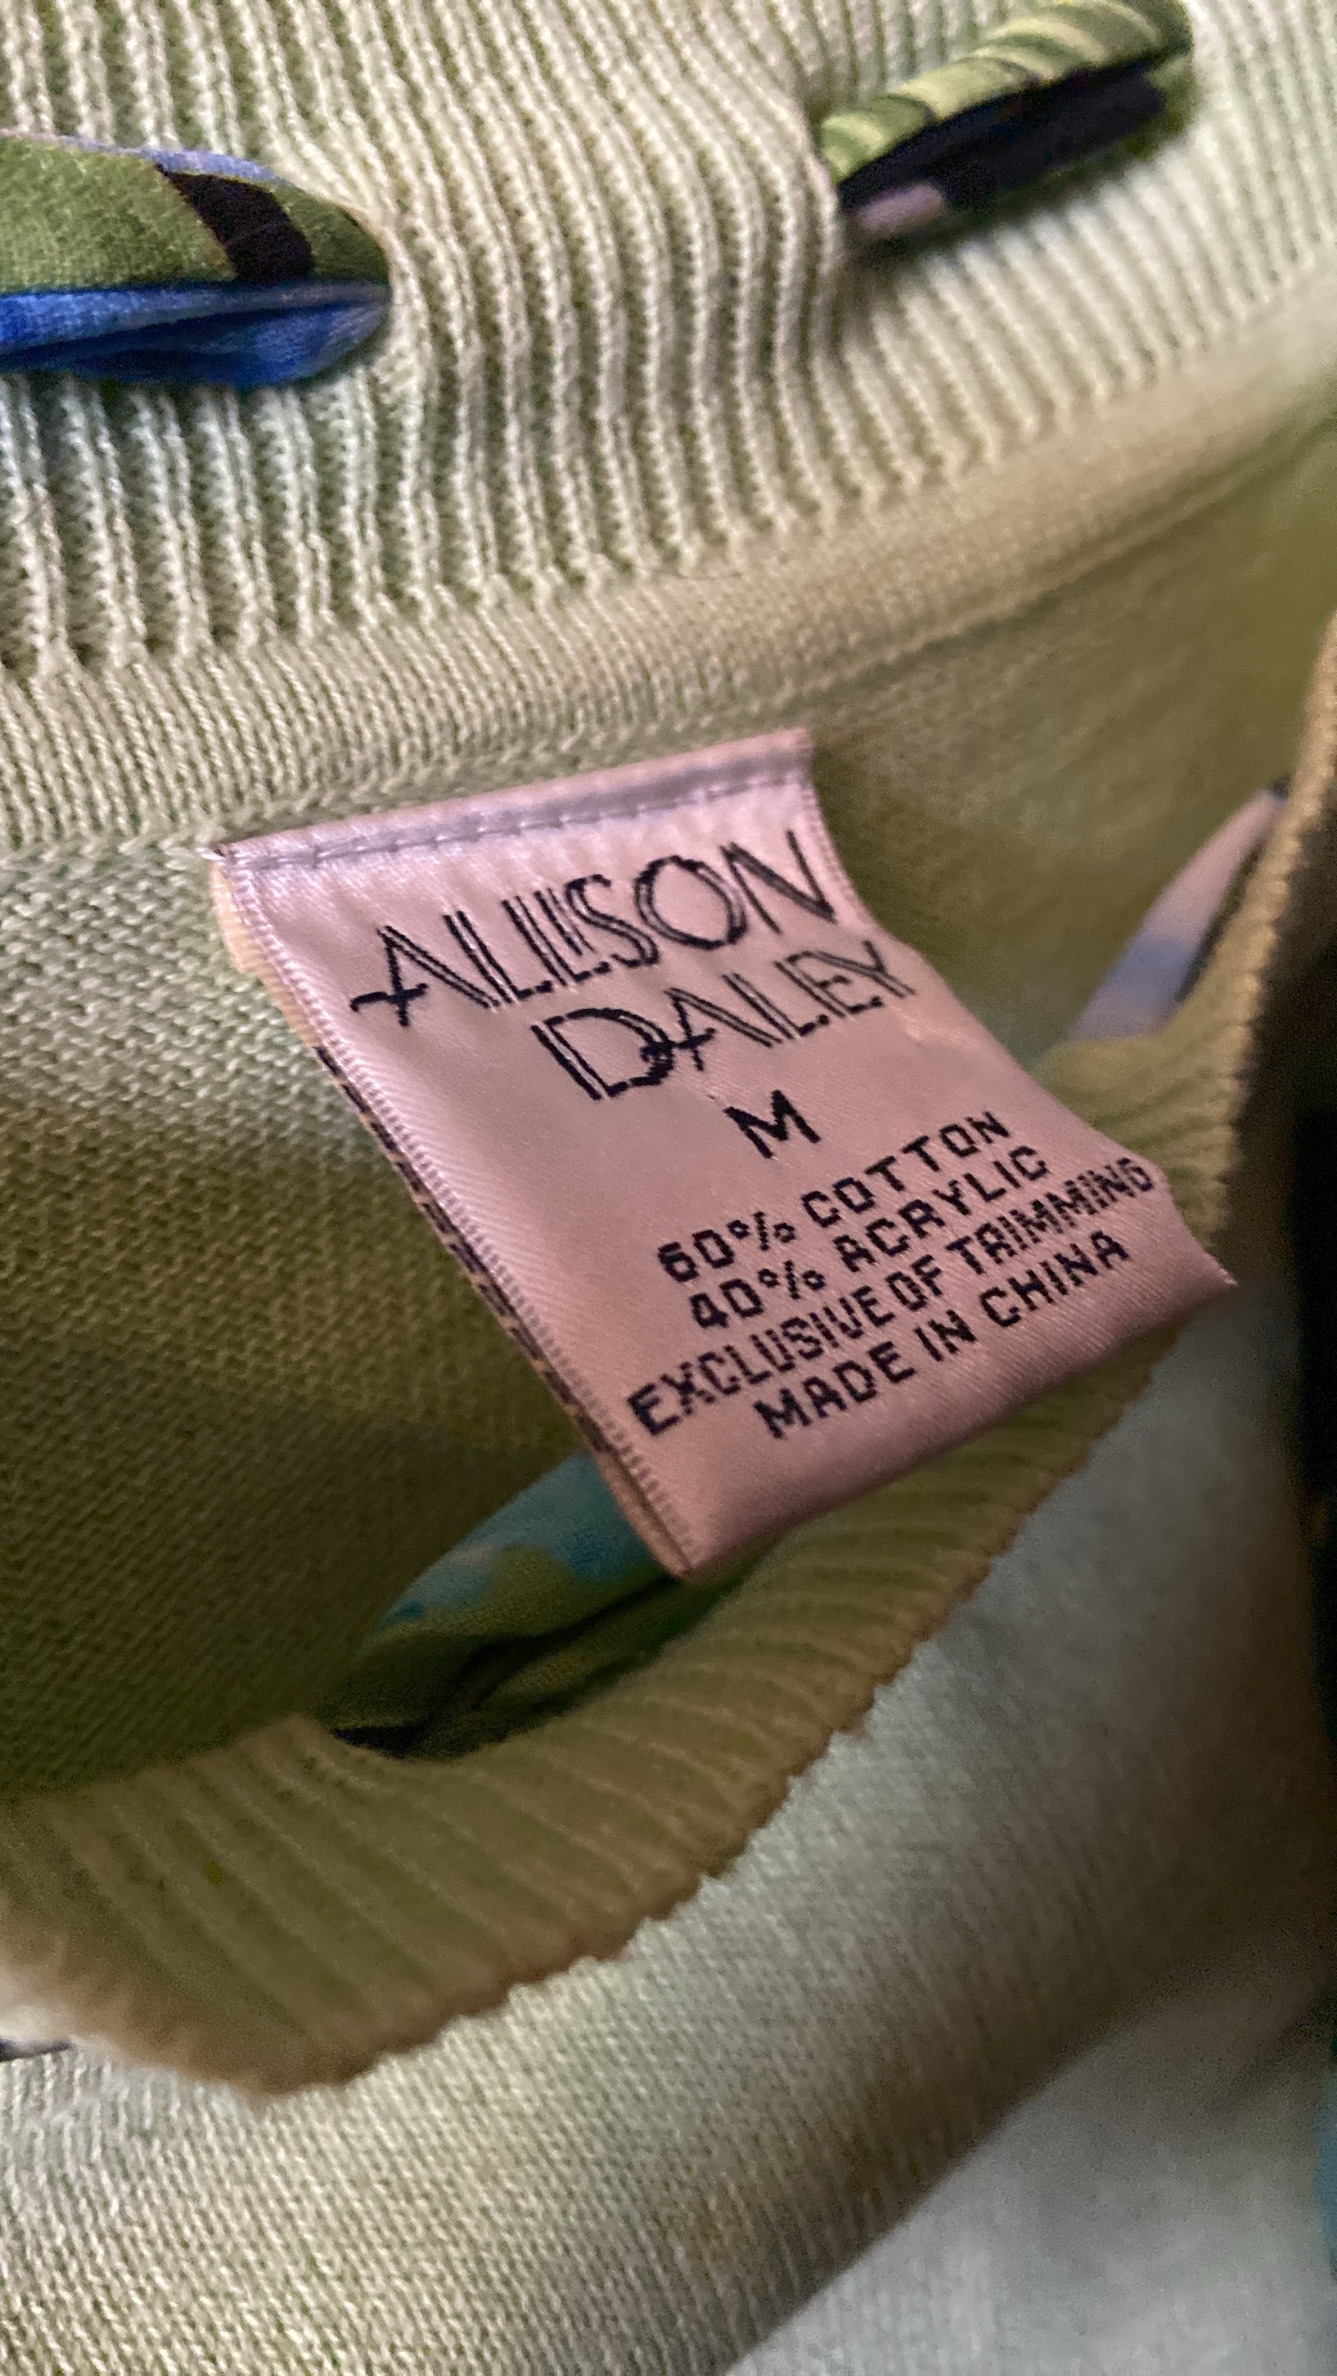 ALLISON
DALEY
M
60% COTTON
40% ACRYLIC
EXCLUSIVE OF TRIMMING
MADE IN CHINA